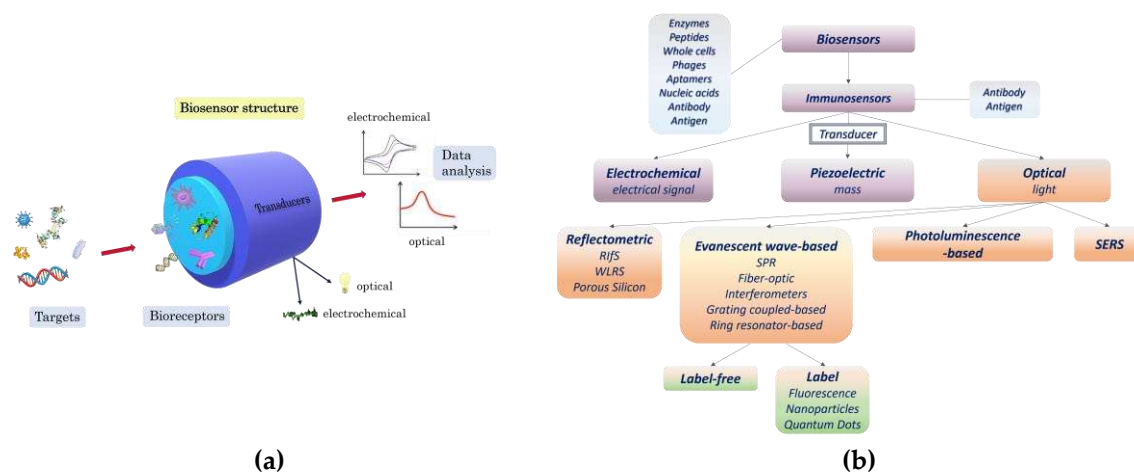 Biosensor structure
electrochemical
Data
analysis
Transducers
optical
optical
electrochemical
Targets
Bioreceptors
(a)
Enzymes
Peptides
Whole cells
Phages
Aptamers
Nucleic acids
Antibody
Antigen
Biosensors
Immunosensors
Antibody
Antigen
Transducer
Electrochemical
electrical signal
Piezoelectric
mass
Optical
light
Reflectometric
RIfS
WLRS
Porous Silicon
Evanescent wave-based
SPR
Fiber-optic
Interferometers
Grating coupled-based
Ring resonator-based
Photoluminescence
-based
SERS
Label-free
Label
Fluorescence
Nanoparticles
Quantum Dots
(b)